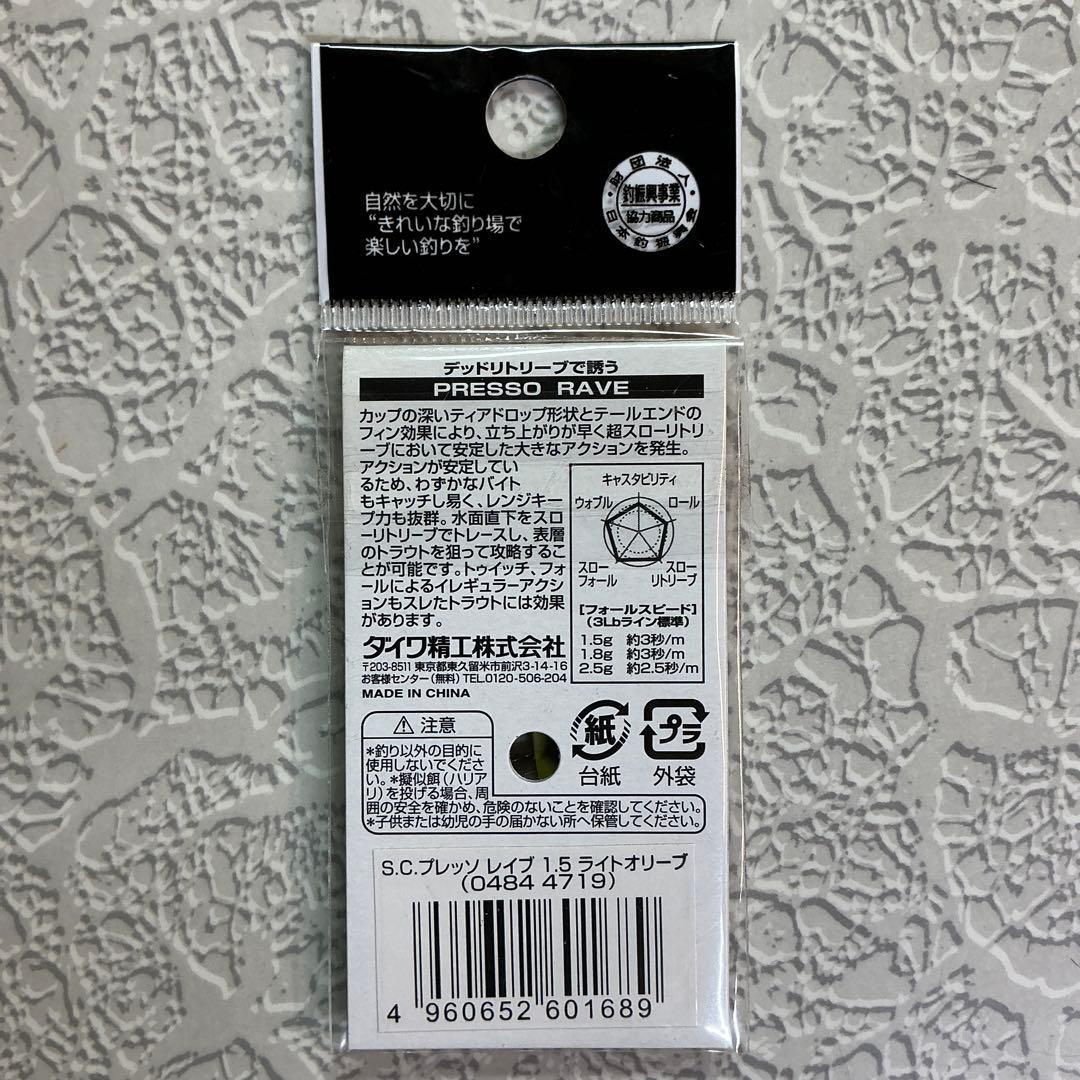 自然を大切に
“きれいな釣り場で
楽しい釣りを”
財団法人
釣振興事業
協力商品
日本釣振興会
デッドリトリーブで誘う
PRESSO RAVE
カップの深いティアドロップ形状とテールエンドの
フィン効果により、立ち上がりが早く超スローリトリ
ーブにおいて安定した大きなアクションを発生。
アクションが安定してい
るため、わずかなバイト
もキャッチし易く、レンジキー
プ力も抜群。水面直下をスロ
ーリトリーブでトレースし、表層
のトラウトを狙って攻略するこ
とが可能です。トゥイッチ、フォ
ールによるイレギュラーアクシ
ョンもスレたトラウトには効果
があります。
キャスタビリティ
ウォブル
ロール
スロー
フォール
スロー
リトリーブ
[フォールスピード]
(3Lbライン標準)
1.5g 約3秒/m
1.8g 約3秒/m
2.5g 約2.5秒/m
ダイワ精工株式会社
〒203-8511 東京都東久留米市前沢3-14-16
お客様センター(無料) TEL.0120-506-204
MADE IN CHINA
注意
*釣り以外の目的に
使用しないでくださ
い。*擬似餌(ハリア
リ)を投げる場合、周
囲の安全を確かめ、危険のないことを確認してください。
*子供または幼児の手の届かない所へ保管してください。
紙
台紙
プラ
外袋
S.C.プレッソ レイブ 1.5 ライトオリーブ
(0484 4719)
4 960652 601689